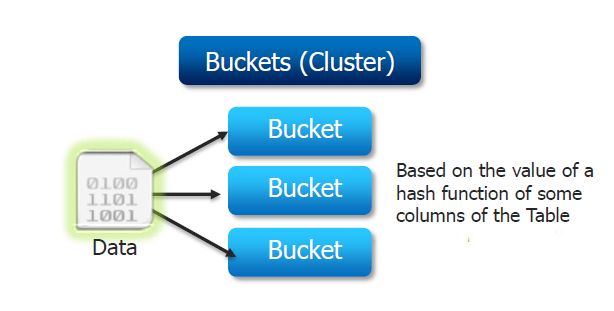 Buckets (Cluster)
Bucket
0100
1101
1001
Bucket
Based on the value of a
hash function of some
columns of the Table
Bucket
Data